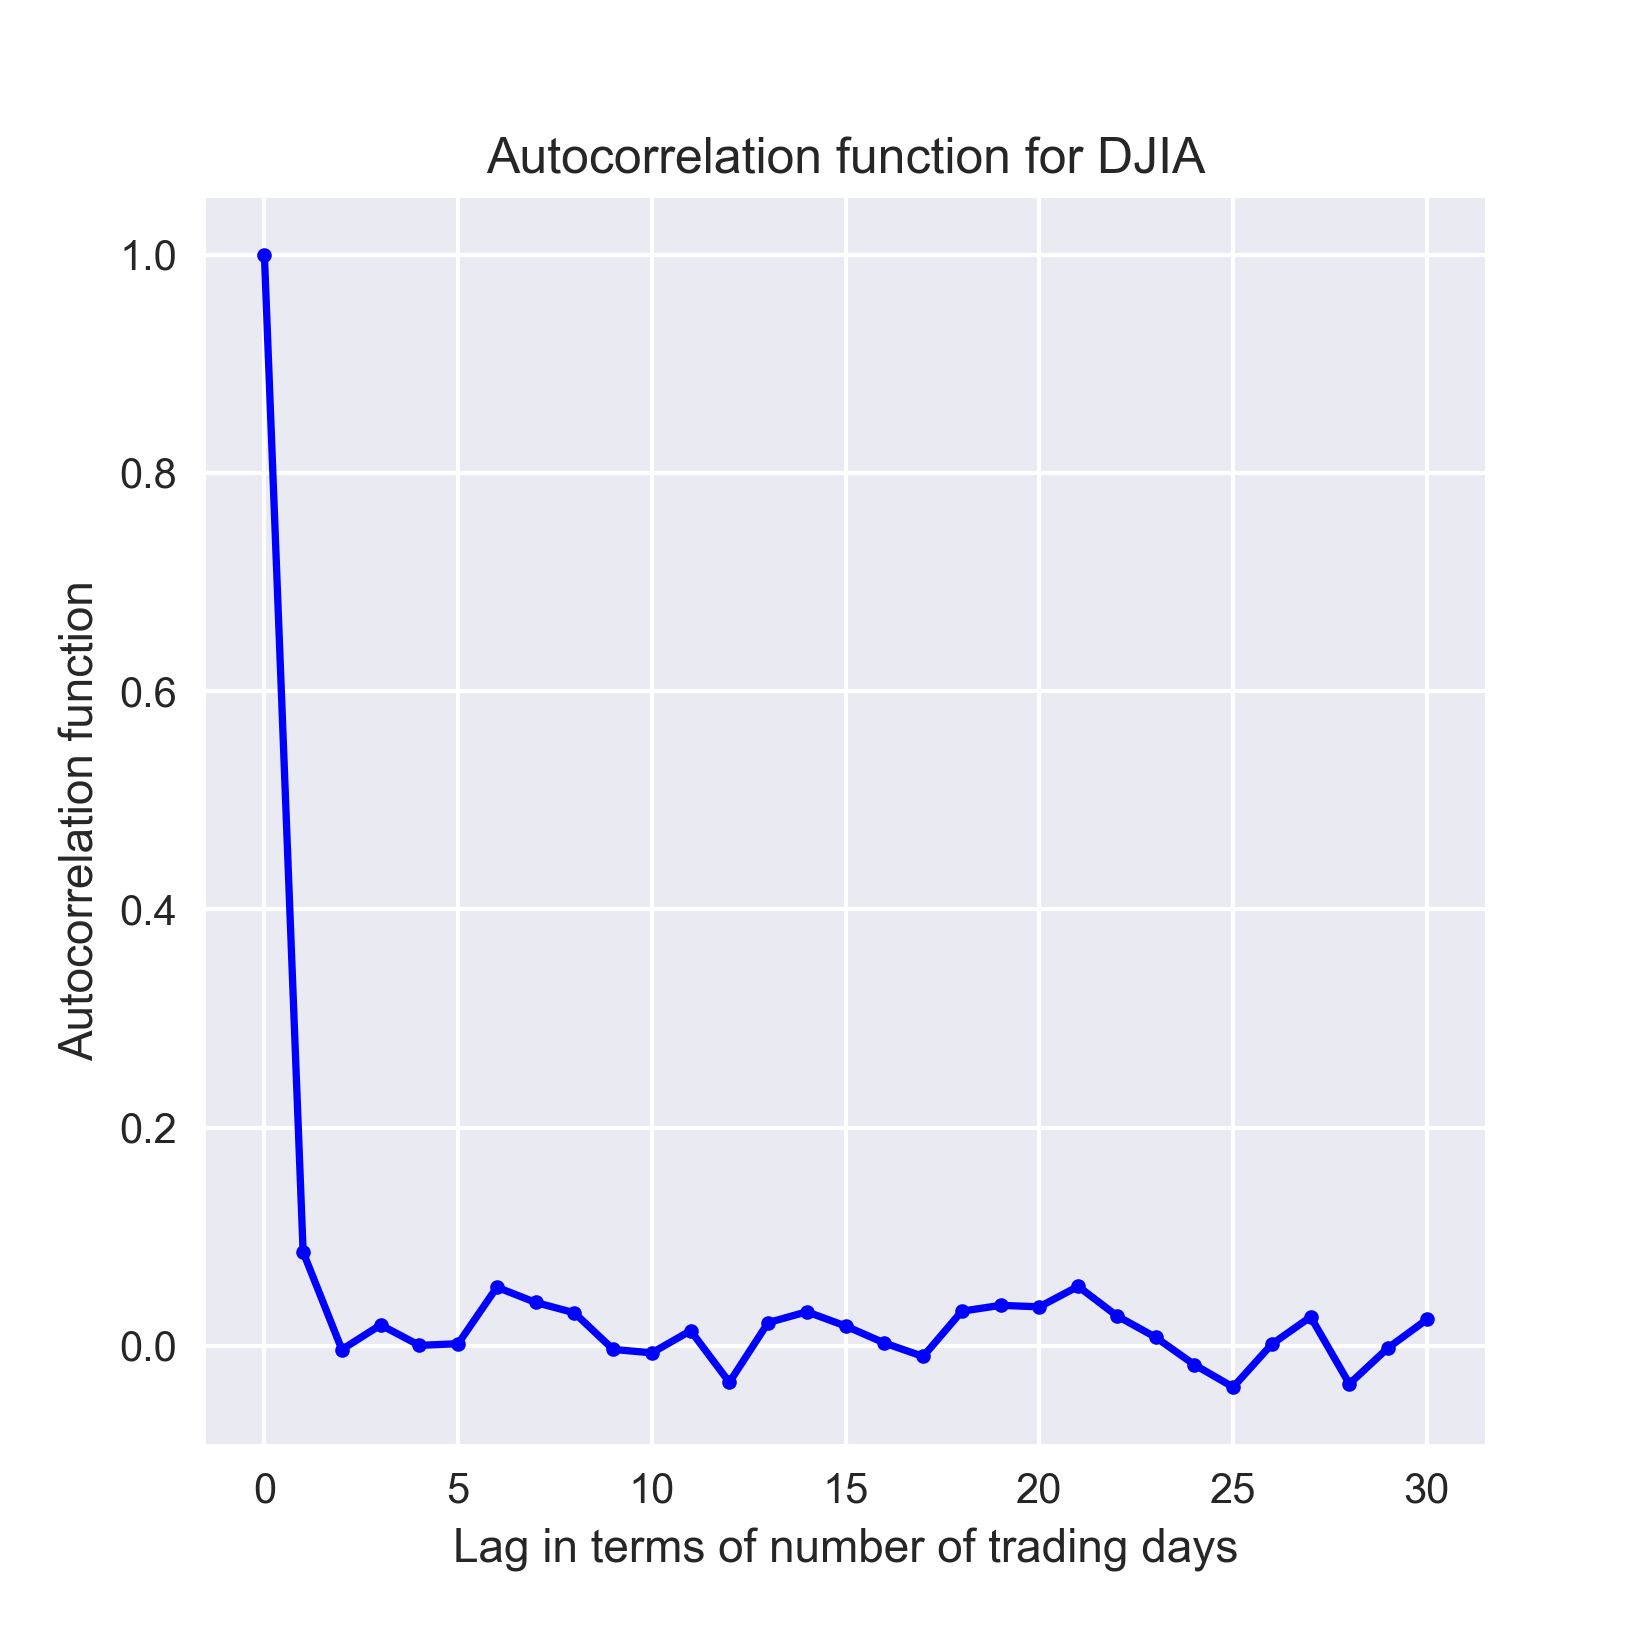 Autocorrelation function for DJIA
Autocorrelation function
1.0
0.8
0.6
0.4
0.2
0.0
0 5 10 15 20 25 30
Lag in terms of number of trading days